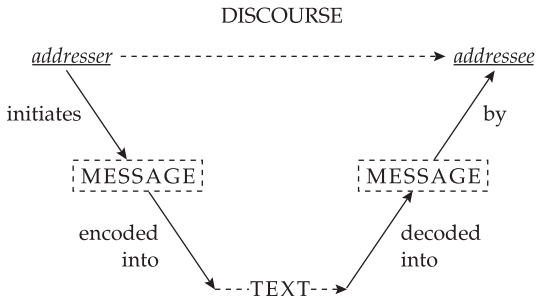 DISCOURSE
addresser addressee
initiates by
MESSAGE MESSAGE
encoded decoded
into into
TEXT